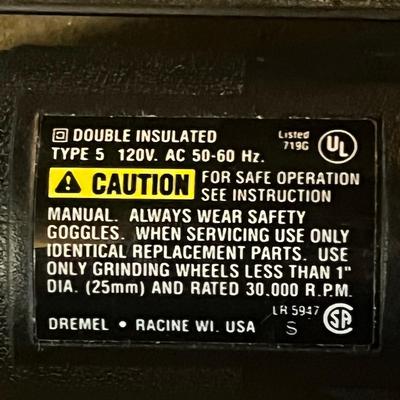 DOUBLE INSULATED Listed
TYPE 5 120V. AC 50-60 Hz. 719G UL
CAUTION FOR SAFE OPERATION
SEE INSTRUCTION
MANUAL. ALWAYS WEAR SAFETY
GOGGLES. WHEN SERVICING USE ONLY
IDENTICAL REPLACEMENT PARTS. USE
ONLY GRINDING WHEELS LESS THAN 1"
DIA. (25mm) AND RATED 30,000 R.P.M.
LR 5947
DREMEL • RACINE WI. USA S SA